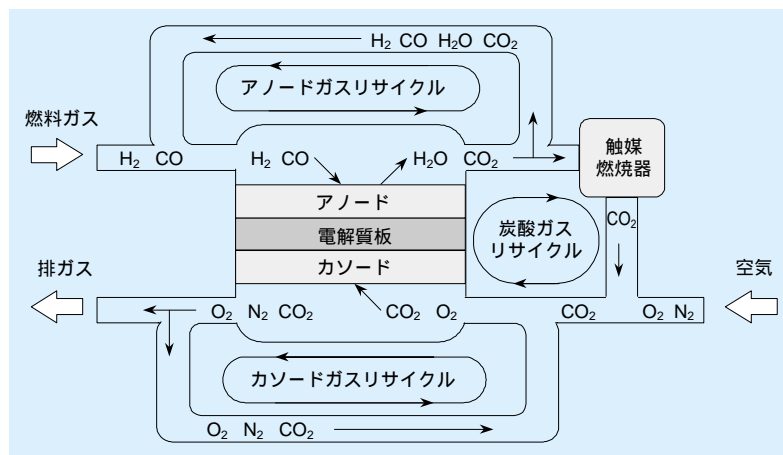 H₂ CO H₂O CO₂
アノードガスリサイクル
燃料ガス
H₂ CO
H₂ CO
H₂O CO₂
触媒
燃焼器
アノード
電解質板
カソード
炭酸ガス
リサイクル
CO₂
排ガス
空気
O₂ N₂ CO₂
CO₂ O₂
CO₂
O₂ N₂
カソードガスリサイクル
O₂ N₂ CO₂